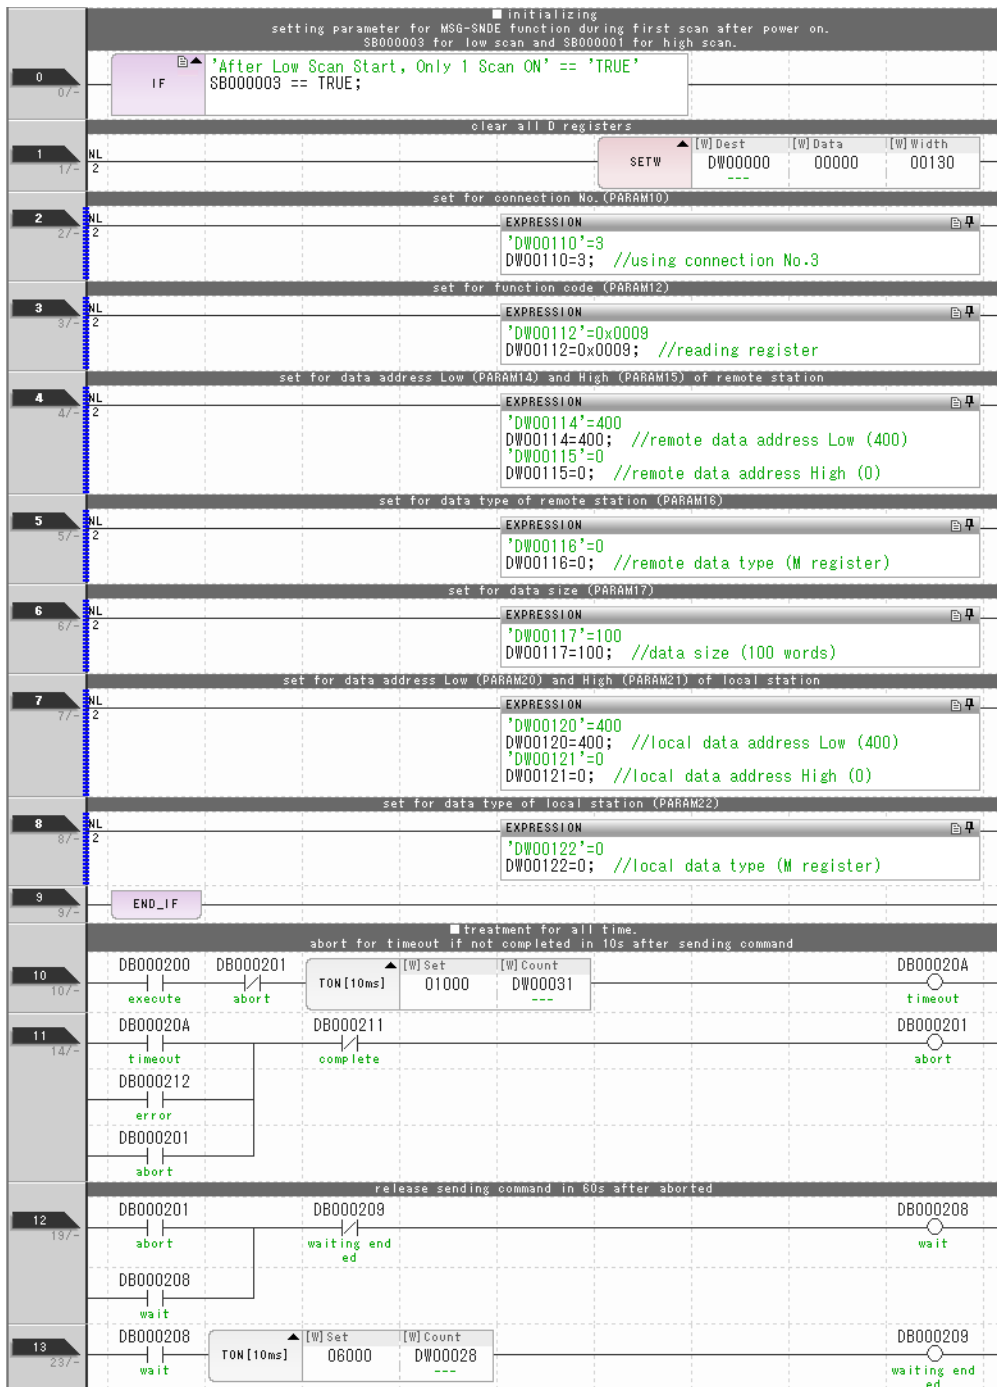 ■initializing
setting parameter for MSG-SNDE function during first scan after power on.
SB000003 for low scan and SB000001 for high scan.
0
0/-
IF
'After Low Scan Start, Only 1 Scan ON' == 'TRUE'
SB000003 == TRUE;
clear all D registers
1
1/-
NL
2
SETW
[W]Dest
DW00000
---
[W]Data
00000
[W]Width
00130
set for connection No.(PARAM10)
2
2/-
NL
2
EXPRESSION
'DW00110'=3
DW00110=3; //using connection No.3
set for function code (PARAM12)
3
3/-
NL
2
EXPRESSION
'DW00112'=0x0009
DW00112=0x0009; //reading register
set for data address Low (PARAM14) and High (PARAM15) of remote station
4
4/-
NL
2
EXPRESSION
'DW00114'=400
DW00114=400; //remote data address Low (400)
'DW00115'=0
DW00115=0; //remote data address High (0)
set for data type of remote station (PARAM16)
5
5/-
NL
2
EXPRESSION
'DW00116'=0
DW00116=0; //remote data type (M register)
set for data size (PARAM17)
6
6/-
NL
2
EXPRESSION
'DW00117'=100
DW00117=100; //data size (100 words)
set for data address Low (PARAM20) and High (PARAM21) of local station
7
7/-
NL
2
EXPRESSION
'DW00120'=400
DW00120=400; //local data address Low (400)
'DW00121'=0
DW00121=0; //local data address High (0)
set for data type of local station (PARAM22)
8
8/-
NL
2
EXPRESSION
'DW00122'=0
DW00122=0; //local data type (M register)
9
9/-
END_IF
■treatment for all time.
abort for timeout if not completed in 10s after sending command
10
10/-
DB000200
execute
DB000201
abort
TON[10ms]
[W]Set
01000
[W]Count
DW00031
---
DB00020A
timeout
11
14/-
DB00020A
timeout
DB000211
complete
DB000201
abort
DB000212
error
DB000201
abort
release sending command in 60s after aborted
12
19/-
DB000201
abort
DB000209
waiting end
ed
DB000208
wait
DB000208
wait
13
23/-
DB000208
wait
TON[10ms]
[W]Set
06000
[W]Count
DW00028
---
DB000209
waiting end
ed